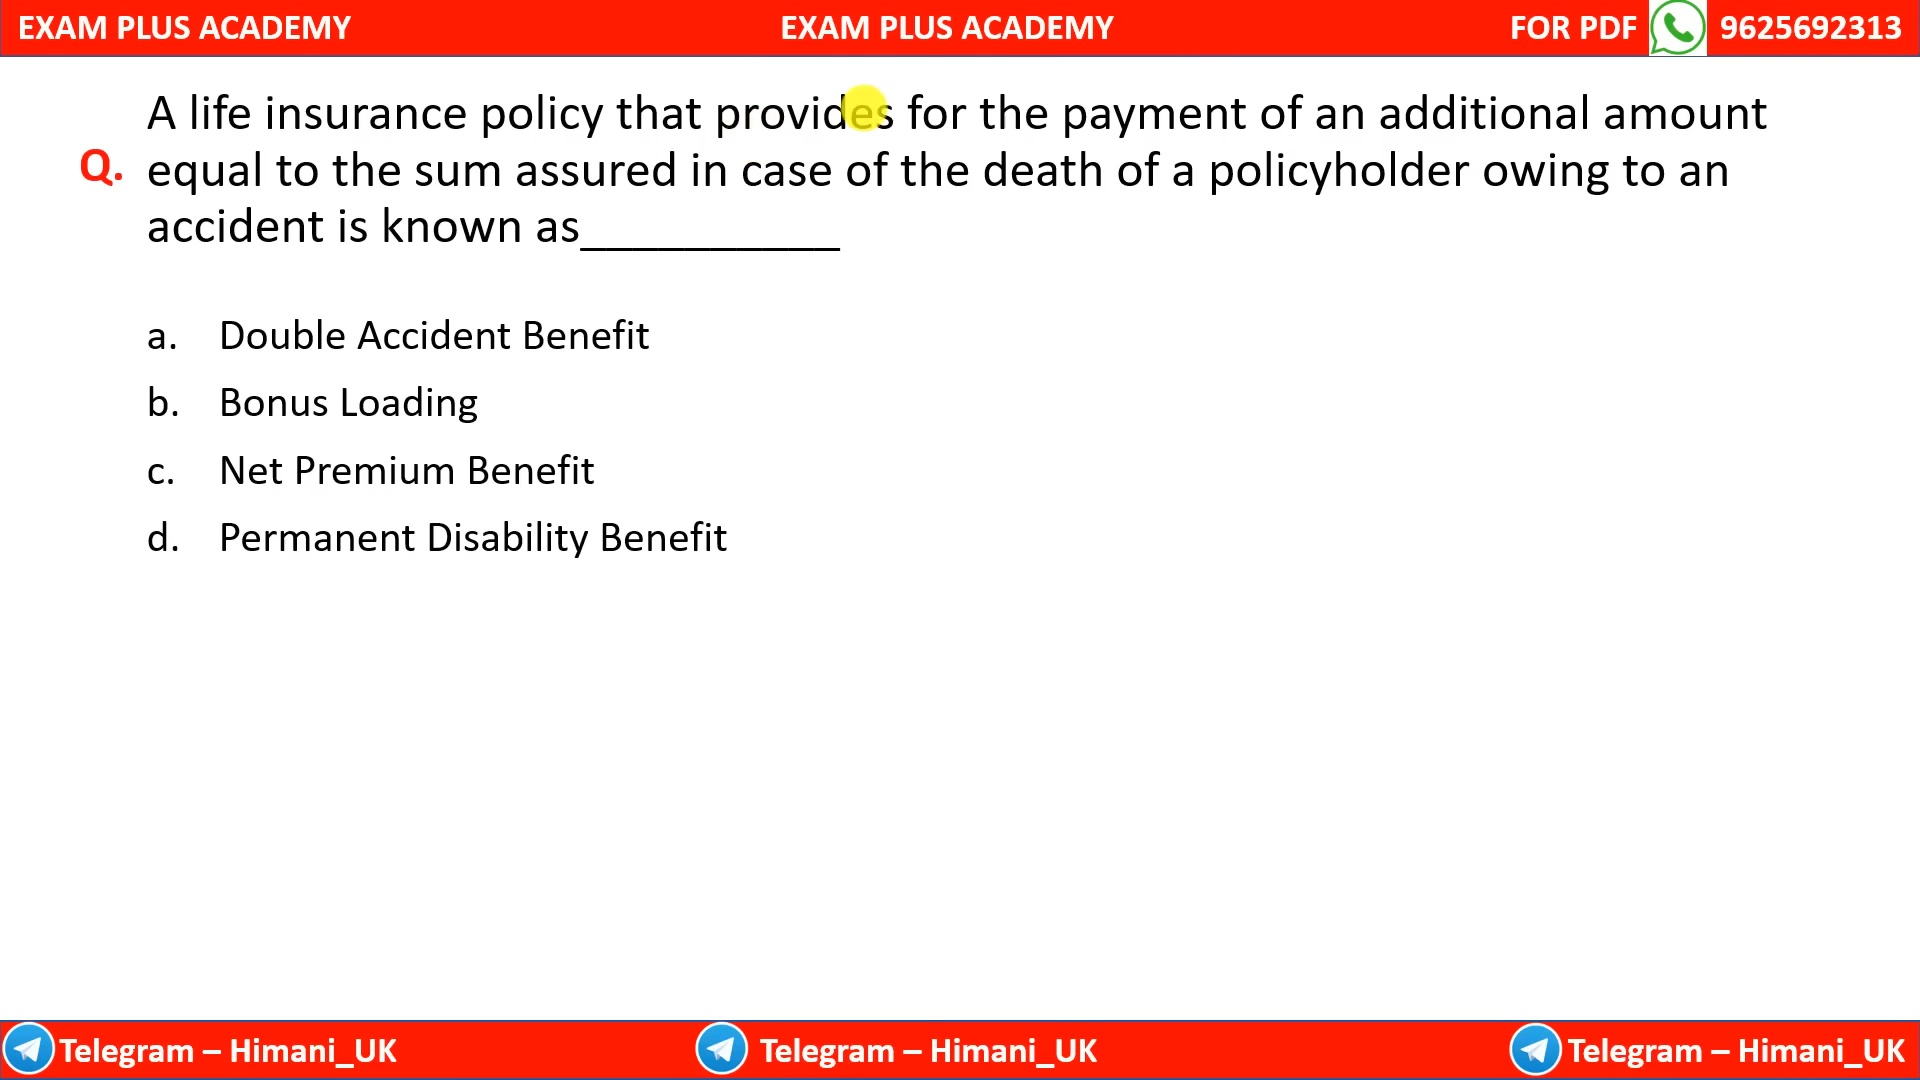 EXAM PLUS ACADEMY EXAM PLUS ACADEMY FOR PDF 9625692313
A life insurance policy that provides for the payment of an additional amount
Q. equal to the sum assured in case of the death of a policyholder owing to an
accident is known as__________
a. Double Accident Benefit
b. Bonus Loading
c. Net Premium Benefit
d. Permanent Disability Benefit
Telegram – Himani_UK Telegram – Himani_UK Telegram – Himani_UK